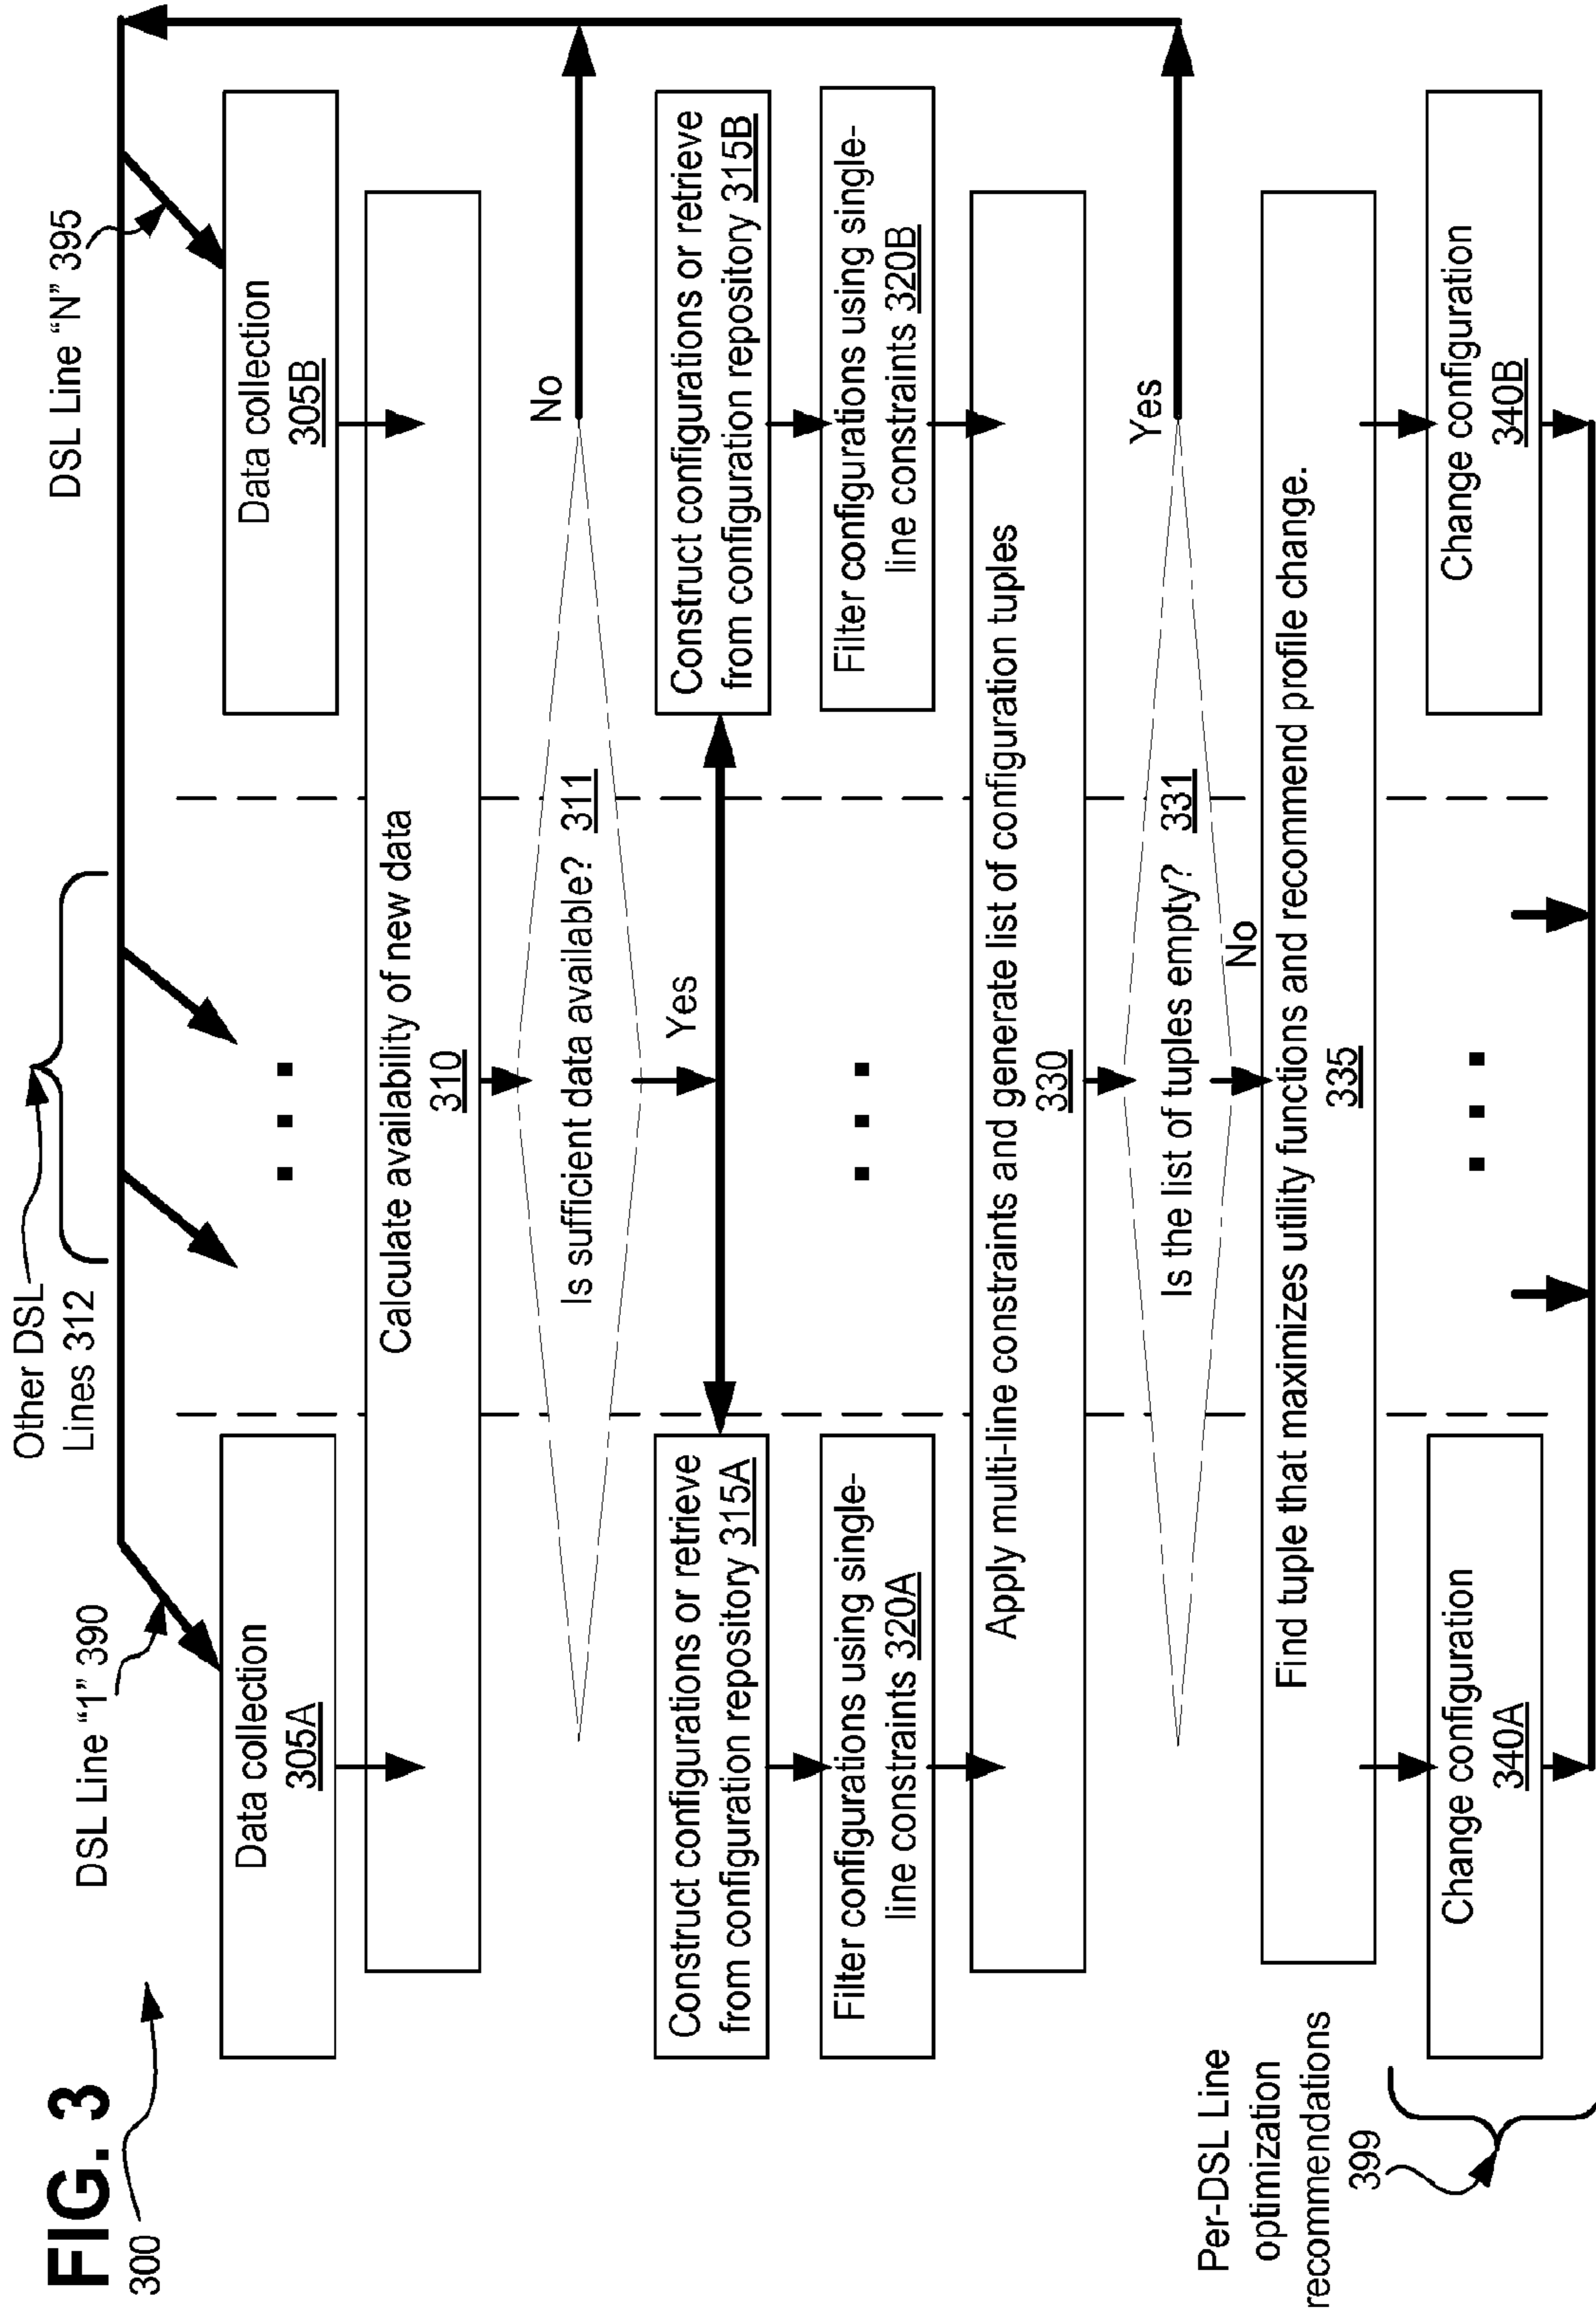 FIG. 3
300
Other DSL
Lines 312
DSL Line “1” 390
DSL Line “N” 395
Data collection
305A
Data collection
305B
Calculate availability of new data
310
Is sufficient data available? 311
No
Yes
Construct configurations or retrieve
from configuration repository 315A
Construct configurations or retrieve
from configuration repository 315B
Filter configurations using single-
line constraints 320A
Filter configurations using single-
line constraints 320B
Apply multi-line constraints and generate list of configuration tuples
330
Is the list of tuples empty? 331
Yes
No
Find tuple that maximizes utility functions and recommend profile change.
335
Per-DSL Line
optimization
recommendations
399
Change configuration
340A
Change configuration
340B